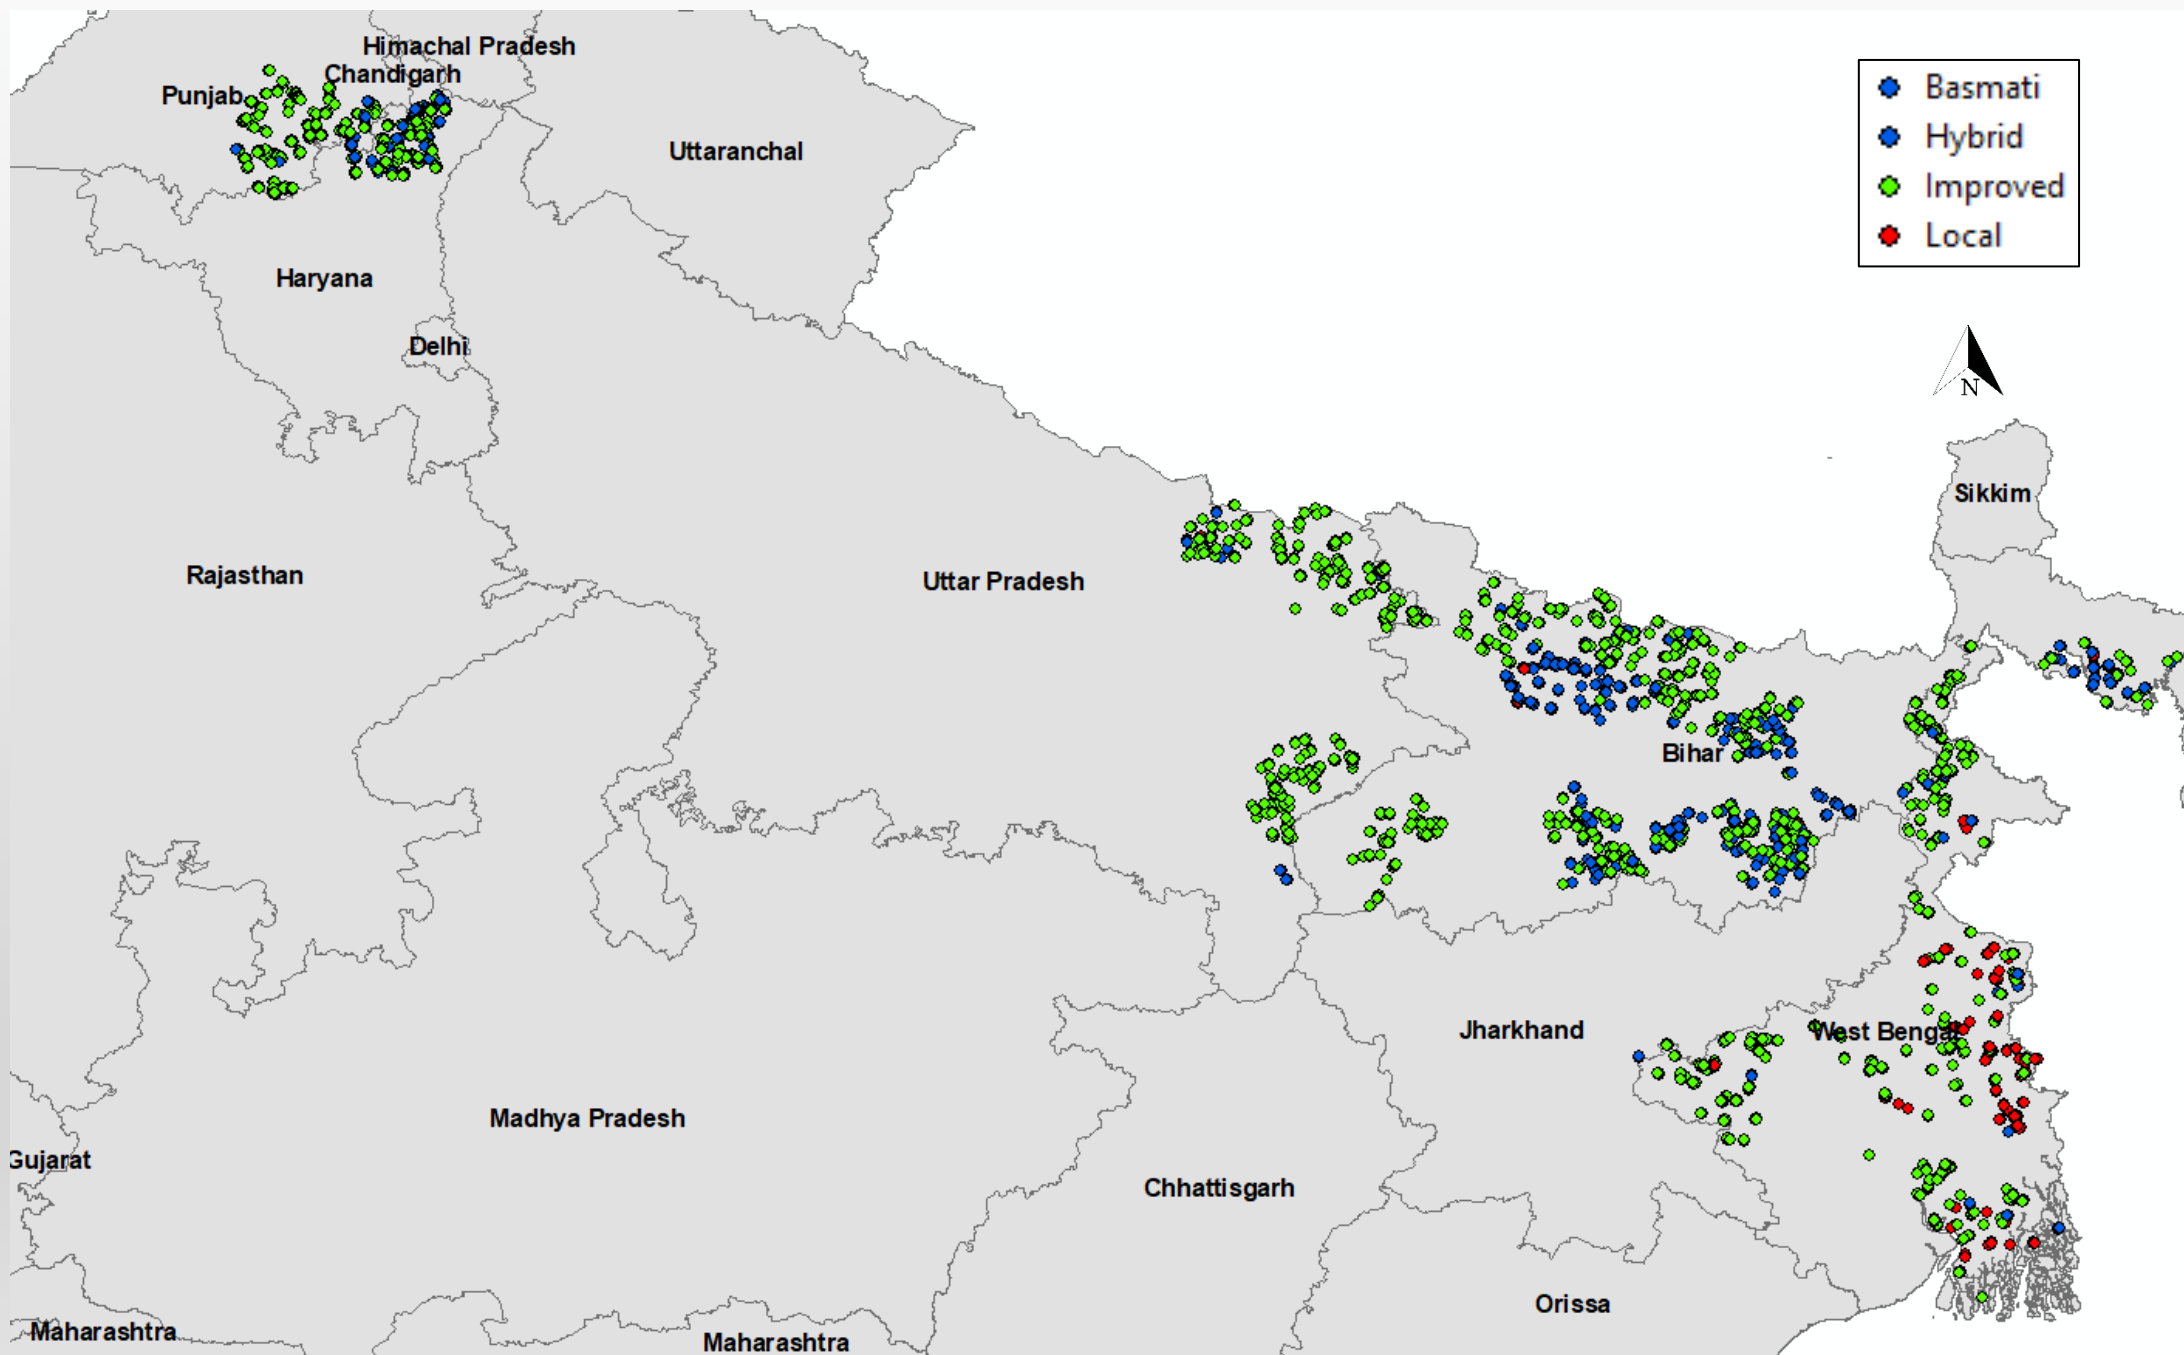 Himachal Pradesh
Chandigarh
Punjab
Uttaranchal
Haryana
Delhi
Basmati
Hybrid
Improved
Local
N
Sikkim
Rajasthan
Uttar Pradesh
Bihar
Jharkhand
West Bengal
Madhya Pradesh
Gujarat
Chhattisgarh
Orissa
Maharashtra
Maharashtra